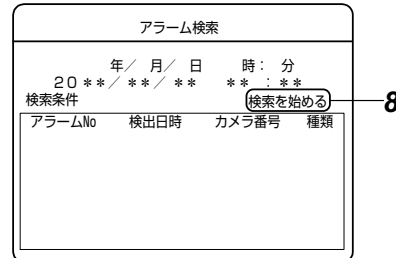 アラーム検索
年／ 月／ 日 時： 分
２０＊＊／＊＊／＊＊ ＊＊ ：＊＊
検索条件 検索を始める 8
アラームNo 検出日時 カメラ番号 種類